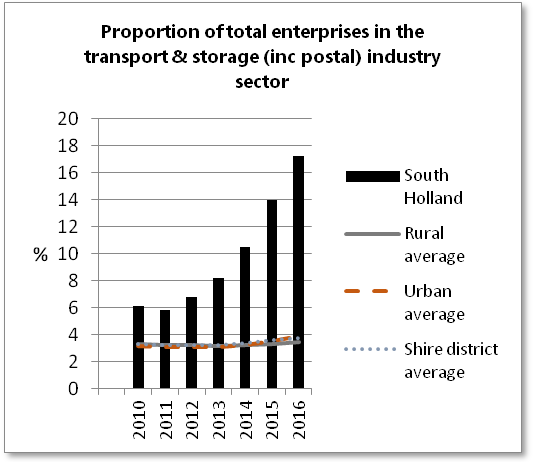 Proportion of total enterprises in the
transport & storage (inc postal) industry
sector
20
18
16
14
12
10
8
6
4
2
0
%
2010
2011
2012
2013
2014
2015
2016
South
Holland
Rural
average
Urban
average
Shire district
average